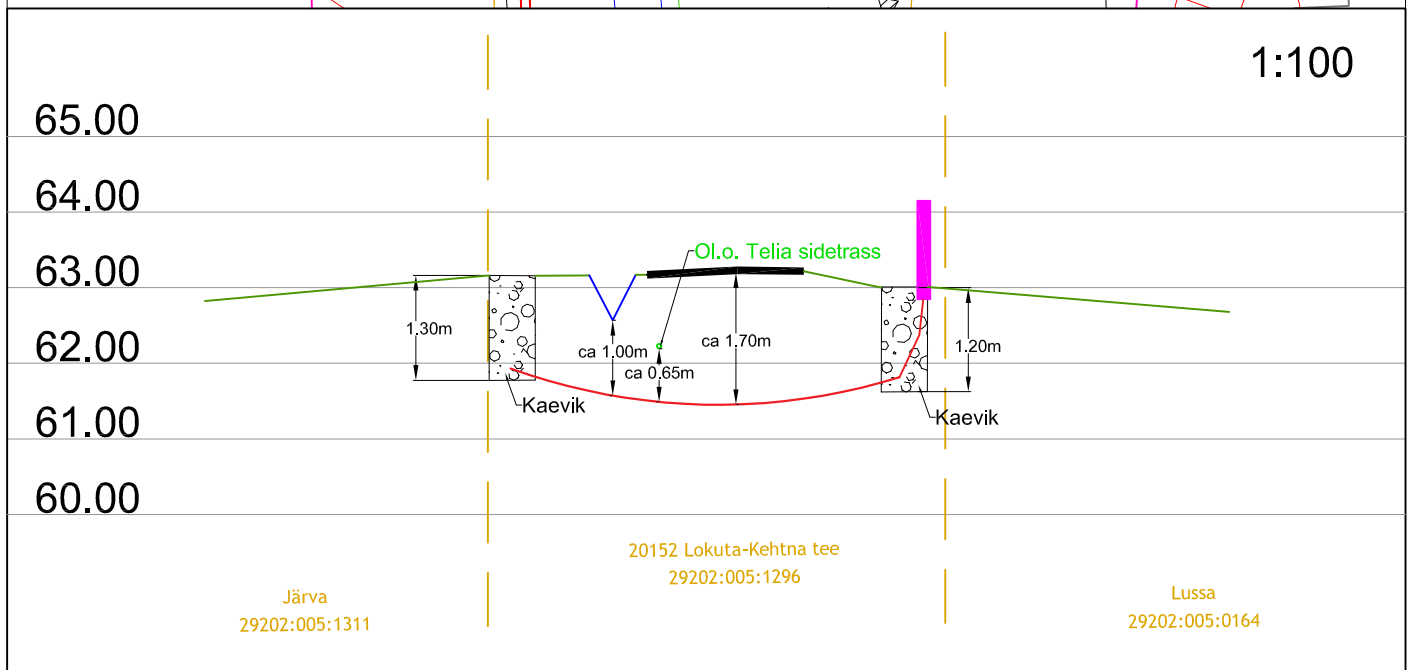 1:100
65.00
64.00
63.00
62.00
61.00
60.00
Ol.o. Telia sidetrass
1.30m
ca 1.00m
ca 0.65m
ca 1.70m
1.20m
Kaevik
Kaevik
20152 Lokuta-Kehtna tee
29202:005:1296
Järva
29202:005:1311
Lussa
29202:005:0164